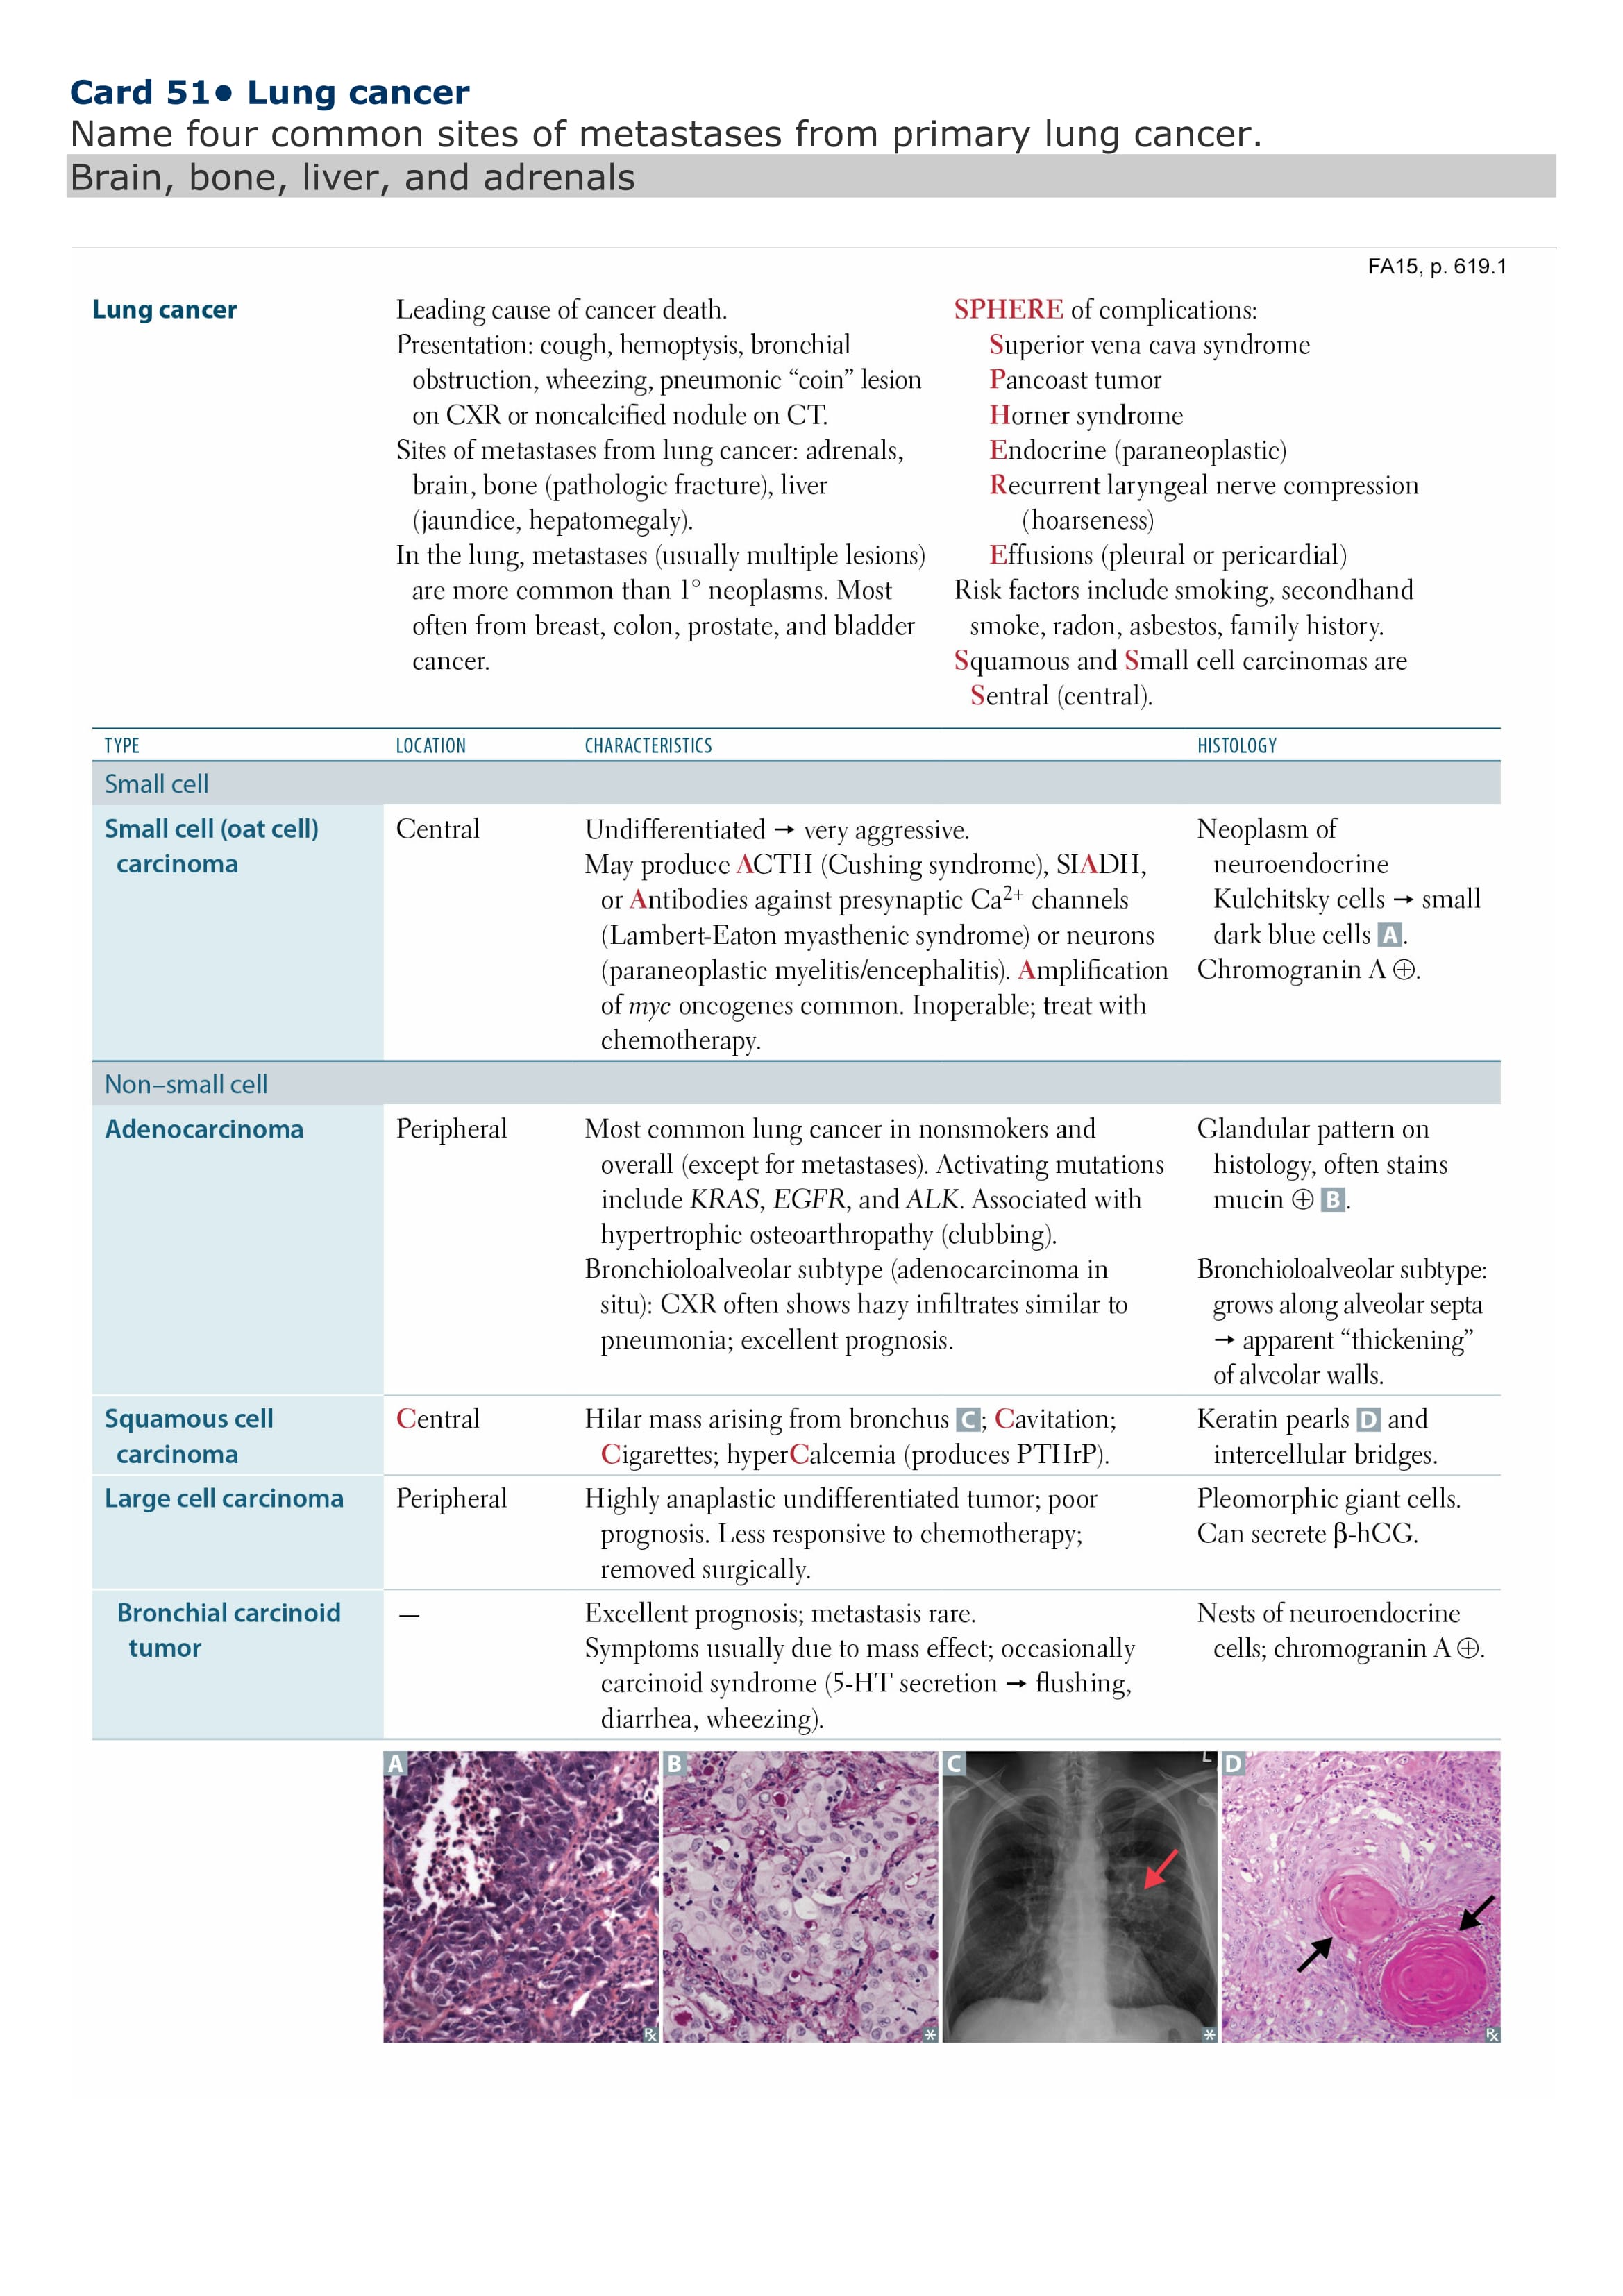 Card 51• Lung cancer
Name four common sites of metastases from primary lung cancer.
Brain, bone, liver, and adrenals
FA15, p. 619.1
Lung cancer
Leading cause of cancer death.
Presentation: cough, hemoptysis, bronchial
obstruction, wheezing, pneumonic “coin” lesion
on CXR or noncalcified nodule on CT.
Sites of metastases from lung cancer: adrenals,
brain, bone (pathologic fracture), liver
(jaundice, hepatomegaly).
In the lung, metastases (usually multiple lesions)
are more common than 1° neoplasms. Most
often from breast, colon, prostate, and bladder
cancer.
SPHERE of complications:
Superior vena cava syndrome
Pancoast tumor
Horner syndrome
Endocrine (paraneoplastic)
Recurrent laryngeal nerve compression
(hoarseness)
Effusions (pleural or pericardial)
Risk factors include smoking, secondhand
smoke, radon, asbestos, family history.
Squamous and Small cell carcinomas are
Sentral (central).
TYPE LOCATION CHARACTERISTICS HISTOLOGY
Small cell
Small cell (oat cell)
carcinoma
Central
Undifferentiated → very aggressive.
May produce ACTH (Cushing syndrome), SIADH,
or Antibodies against presynaptic Ca²⁺ channels
(Lambert-Eaton myasthenic syndrome) or neurons
(paraneoplastic myelitis/encephalitis). Amplification
of myc oncogenes common. Inoperable; treat with
chemotherapy.
Neoplasm of
neuroendocrine
Kulchitsky cells → small
dark blue cells A.
Chromogranin A ⊕.
Non–small cell
Adenocarcinoma
Peripheral
Most common lung cancer in nonsmokers and
overall (except for metastases). Activating mutations
include KRAS, EGFR, and ALK. Associated with
hypertrophic osteoarthropathy (clubbing).
Bronchioloalveolar subtype (adenocarcinoma in
situ): CXR often shows hazy infiltrates similar to
pneumonia; excellent prognosis.
Glandular pattern on
histology, often stains
mucin ⊕ B.
Bronchioloalveolar subtype:
grows along alveolar septa
→ apparent “thickening”
of alveolar walls.
Squamous cell
carcinoma
Central
Hilar mass arising from bronchus C; Cavitation;
Cigarettes; hyperCalcemia (produces PTHrP).
Keratin pearls D and
intercellular bridges.
Large cell carcinoma
Peripheral
Highly anaplastic undifferentiated tumor; poor
prognosis. Less responsive to chemotherapy;
removed surgically.
Pleomorphic giant cells.
Can secrete β-hCG.
Bronchial carcinoid
tumor
—
Excellent prognosis; metastasis rare.
Symptoms usually due to mass effect; occasionally
carcinoid syndrome (5-HT secretion → flushing,
diarrhea, wheezing).
Nests of neuroendocrine
cells; chromogranin A ⊕.
A B C L D
℞ * * ℞